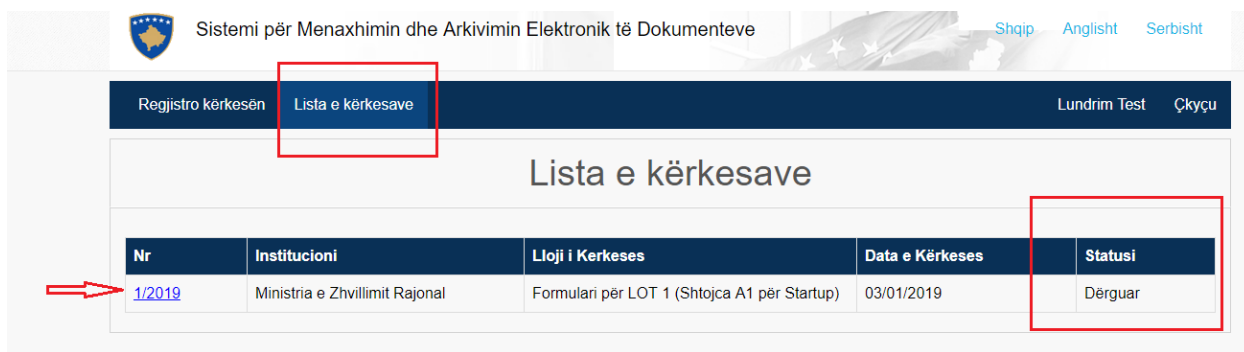 Sistemi për Menaxhimin dhe Arkivimin Elektronik të Dokumenteve Shqip Anglisht Serbisht
Regjistro kërkesën Lista e kërkesave Lundrim Test Çkyçu
Lista e kërkesave
Nr Institucioni Lloji i Kerkeses Data e Kërkeses Statusi
1/2019 Ministria e Zhvillimit Rajonal Formulari për LOT 1 (Shtojca A1 për Startup) 03/01/2019 Dërguar